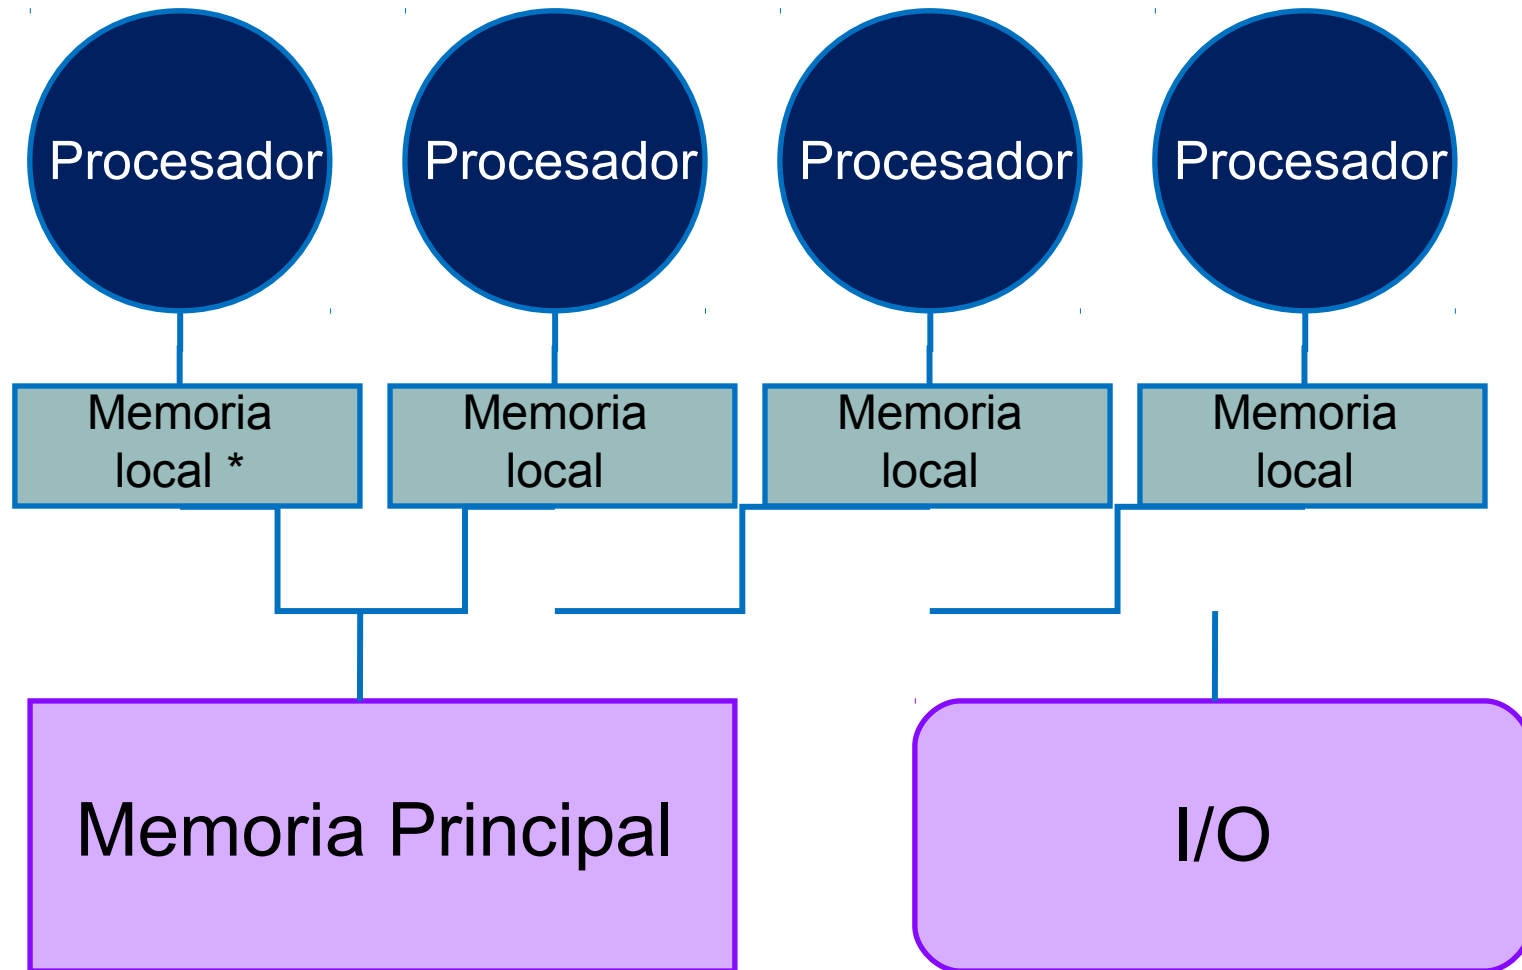 Procesador
Procesador
Procesador
Procesador
Memoria
local *
Memoria
local
Memoria
local
Memoria
local
Memoria Principal
I/O